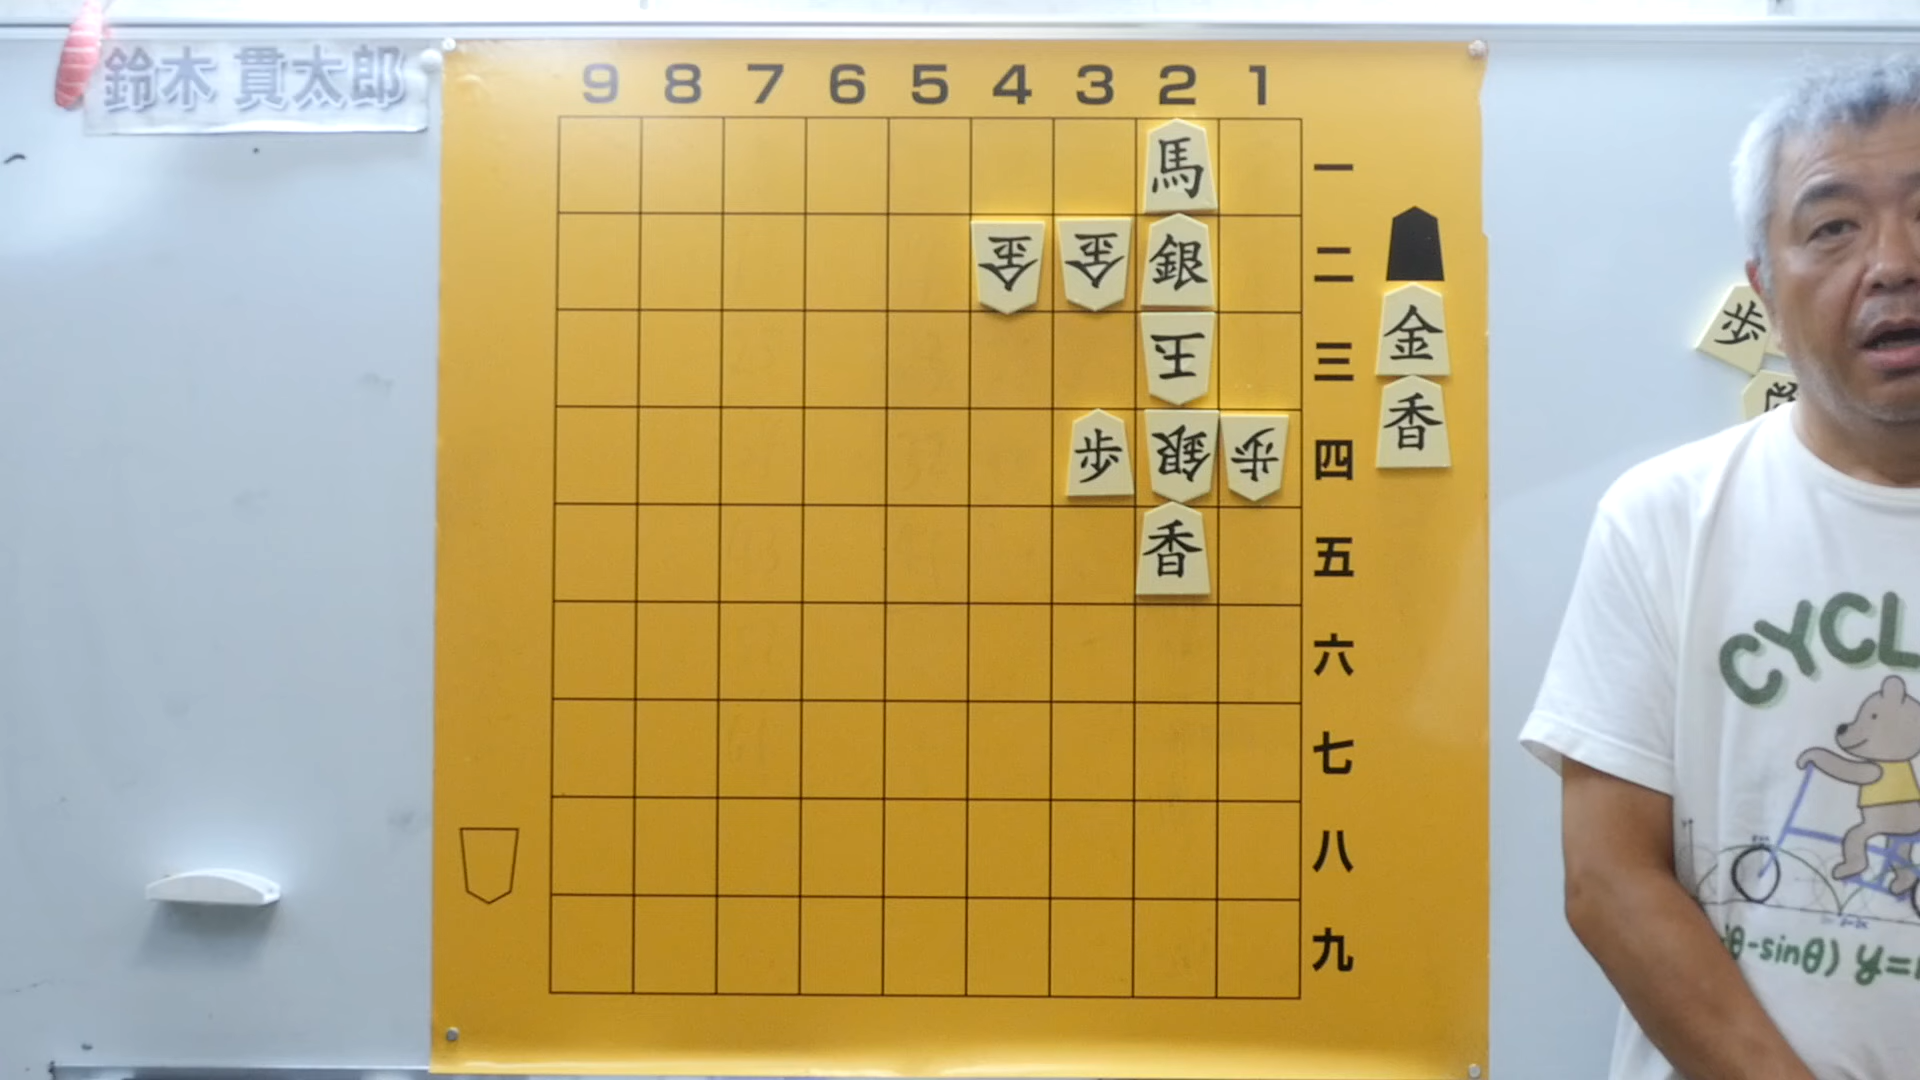 鈴木 貫太郎
9 8 7 6 5 4 3 2 1
馬 一
金 金 銀 二
王 三
歩 銀 歩 四
香 五
六
七
八
九
金
香
歩
CYCL
θ-sinθ) y=